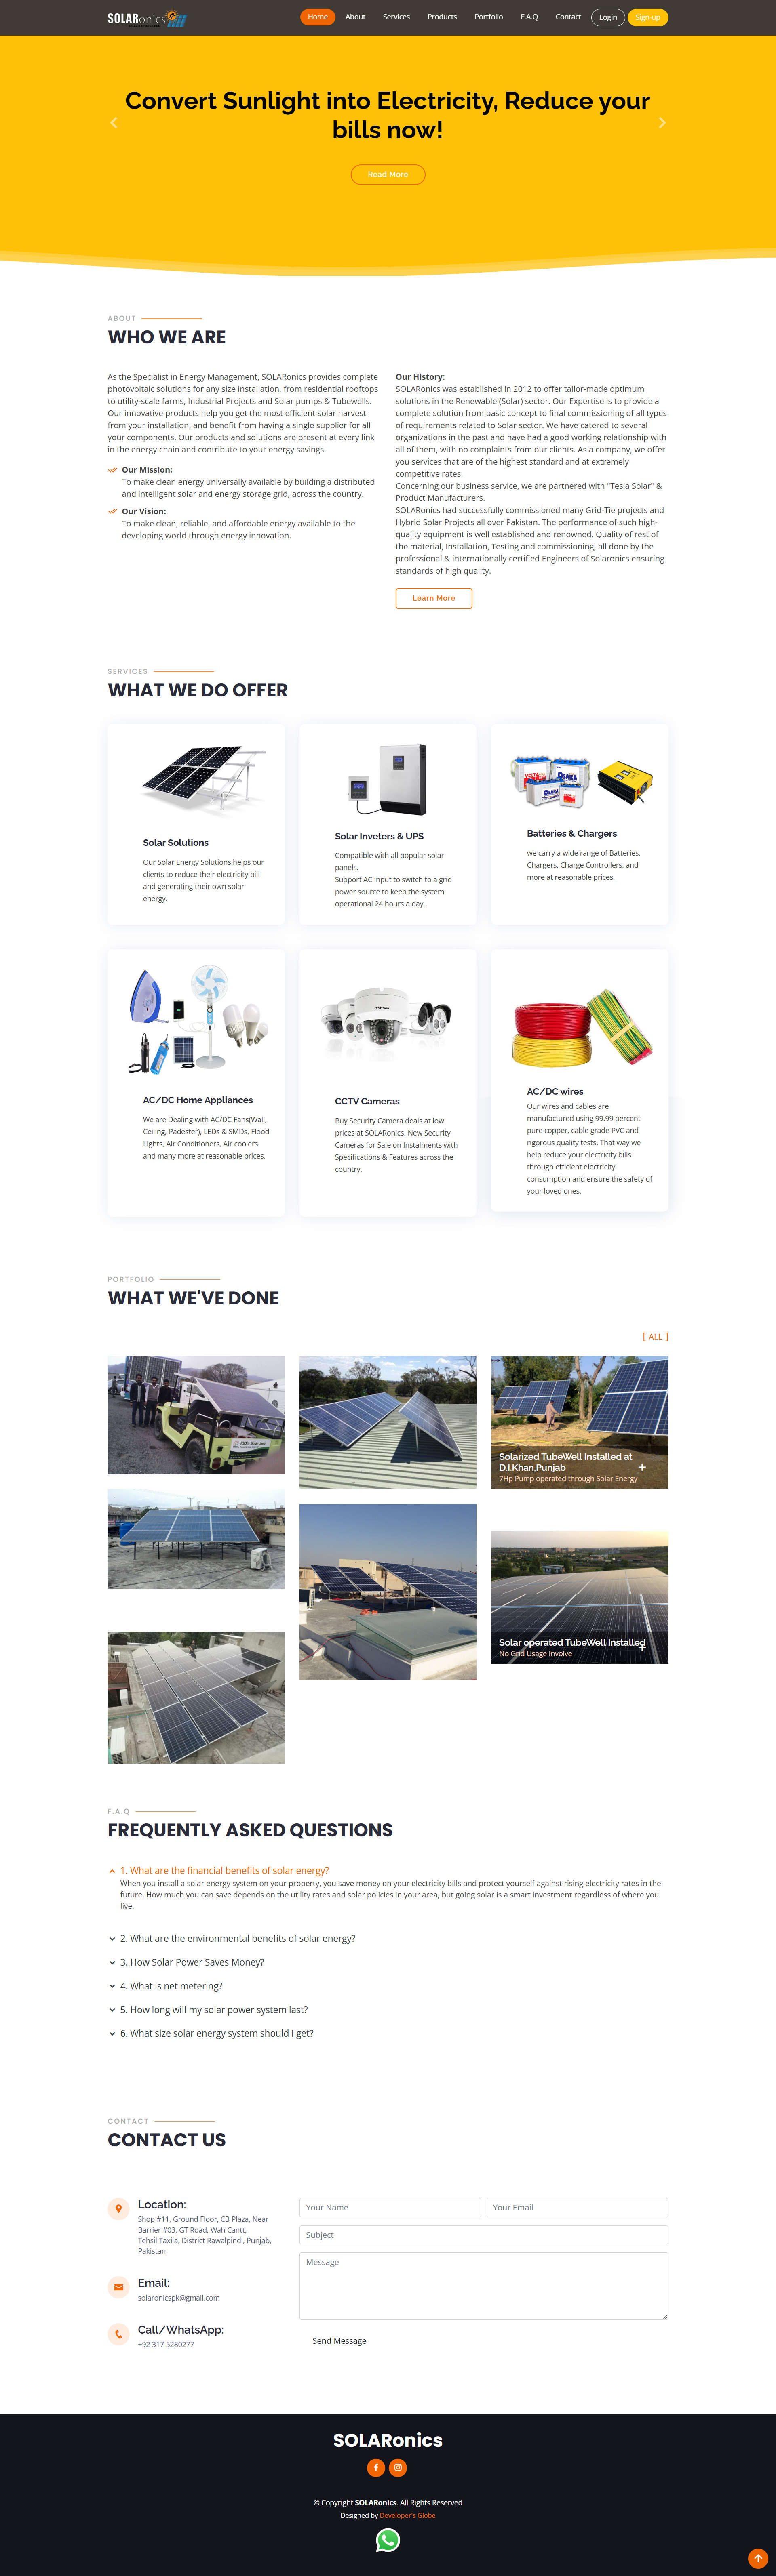 SOLARonics
Home About Services Products Portfolio F.A.Q Contact Login Sign-up
Convert Sunlight into Electricity, Reduce your
bills now!
Read More
ABOUT
WHO WE ARE
As the Specialist in Energy Management, SOLARonics provides complete
photovoltaic solutions for any size installation, from residential rooftops
to utility-scale farms, Industrial Projects and Solar pumps & Tubewells.
Our innovative products help you get the most efficient solar harvest
from your installation, and benefit from having a single supplier for all
your components. Our products and solutions are present at every link
in the energy chain and contribute to your energy savings.
Our Mission:
To make clean energy universally available by building a distributed
and intelligent solar and energy storage grid, across the country.
Our Vision:
To make clean, reliable, and affordable energy available to the
developing world through energy innovation.
Our History:
SOLARonics was established in 2012 to offer tailor-made optimum
solutions in the Renewable (Solar) sector. Our Expertise is to provide a
complete solution from basic concept to final commissioning of all types
of requirements related to Solar sector. We have catered to several
organizations in the past and have had a good working relationship with
all of them, with no complaints from our clients. As a company, we offer
you services that are of the highest standard and at extremely
competitive rates.
Concerning our business service, we are partnered with "Tesla Solar" &
Product Manufacturers.
SOLARonics had successfully commissioned many Grid-Tie projects and
Hybrid Solar Projects all over Pakistan. The performance of such high-
quality equipment is well established and renowned. Quality of rest of
the material, Installation, Testing and commissioning, all done by the
professional & internationally certified Engineers of Solaronics ensuring
standards of high quality.
Learn More
SERVICES
WHAT WE DO OFFER
Solar Solutions
Our Solar Energy Solutions helps our
clients to reduce their electricity bill
and generating their own solar
energy.
Solar Inveters & UPS
Compatible with all popular solar
panels.
Support AC input to switch to a grid
power source to keep the system
operational 24 hours a day.
OSAKA
Batteries & Chargers
we carry a wide range of Batteries,
Chargers, Charge Controllers, and
more at reasonable prices.
AC/DC Home Appliances
We are Dealing with AC/DC Fans(Wall,
Ceiling, Padester), LEDs & SMDs, Flood
Lights, Air Conditioners, Air coolers
and many more at reasonable prices.
HIKVISION
CCTV Cameras
Buy Security Camera deals at low
prices at SOLARonics. New Security
Cameras for Sale on Instalments with
Specifications & Features across the
country.
AC/DC wires
Our wires and cables are
manufactured using 99.99 percent
pure copper, cable grade PVC and
rigorous quality tests. That way we
help reduce your electricity bills
through efficient electricity
consumption and ensure the safety of
your loved ones.
PORTFOLIO
WHAT WE'VE DONE
[ ALL ]
Solarized TubeWell Installed at
D.I.Khan.Punjab
7Hp Pump operated through Solar Energy
Solar operated TubeWell Installed
No Grid Usage Involve
F.A.Q
FREQUENTLY ASKED QUESTIONS
1. What are the financial benefits of solar energy?
When you install a solar energy system on your property, you save money on your electricity bills and protect yourself against rising electricity rates in the
future. How much you can save depends on the utility rates and solar policies in your area, but going solar is a smart investment regardless of where you
live.
2. What are the environmental benefits of solar energy?
3. How Solar Power Saves Money?
4. What is net metering?
5. How long will my solar power system last?
6. What size solar energy system should I get?
CONTACT
CONTACT US
Location:
Shop #11, Ground Floor, CB Plaza, Near
Barrier #03, GT Road, Wah Cantt,
Tehsil Taxila, District Rawalpindi, Punjab,
Pakistan
Email:
solaronicspk@gmail.com
Call/WhatsApp:
+92 317 5280277
Your Name
Your Email
Subject
Message
Send Message
SOLARonics
© Copyright SOLARonics. All Rights Reserved
Designed by Developer's Globe